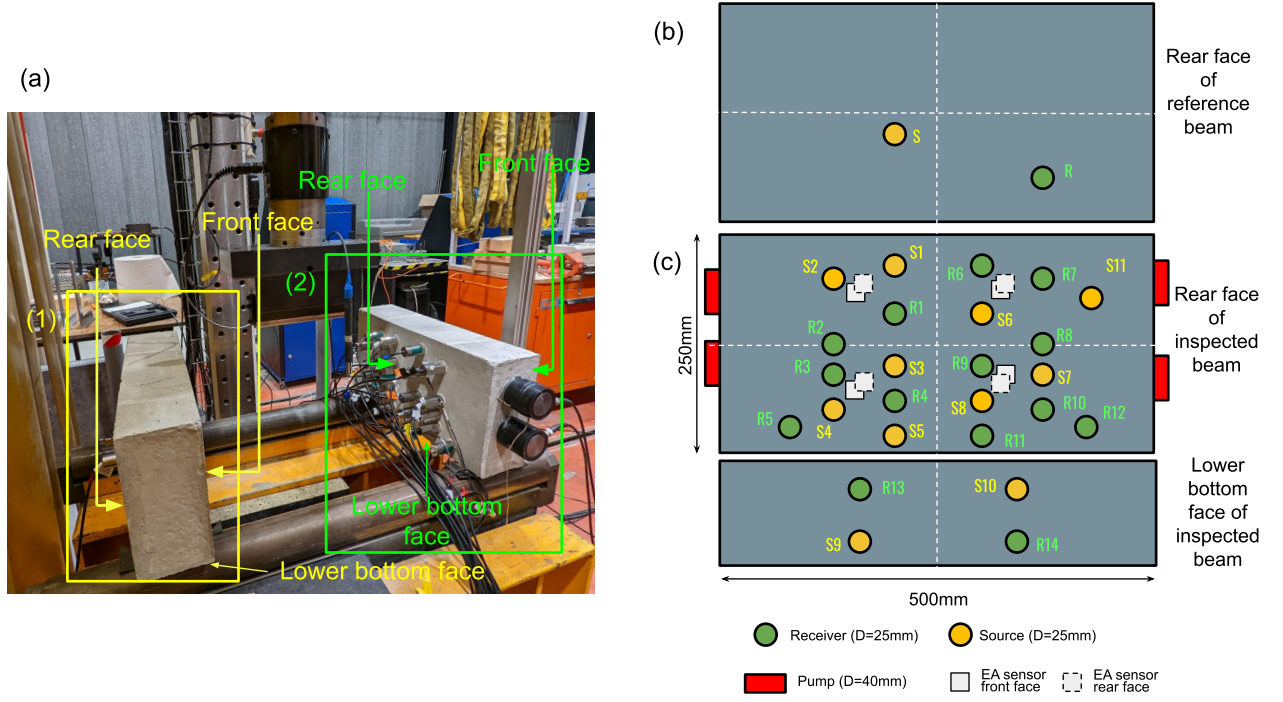 (a)
Rear face
Front face
(1)
Lower bottom face
Rear face
Front face
(2)
Lower bottom
face
(b)
S
R
Rear face
of
reference
beam
(c)
S1
S2
R6
R7
S11
R1
S6
R2
R8
R3
S3
R9
S7
R4
S4
S8
R10
R5
S5
R11
R12
Rear face
of
inspected
beam
250mm
R13
S10
S9
R14
Lower
bottom
face of
inspected
beam
500mm
Receiver (D=25mm)
Source (D=25mm)
Pump (D=40mm)
EA sensor
front face
EA sensor
rear face